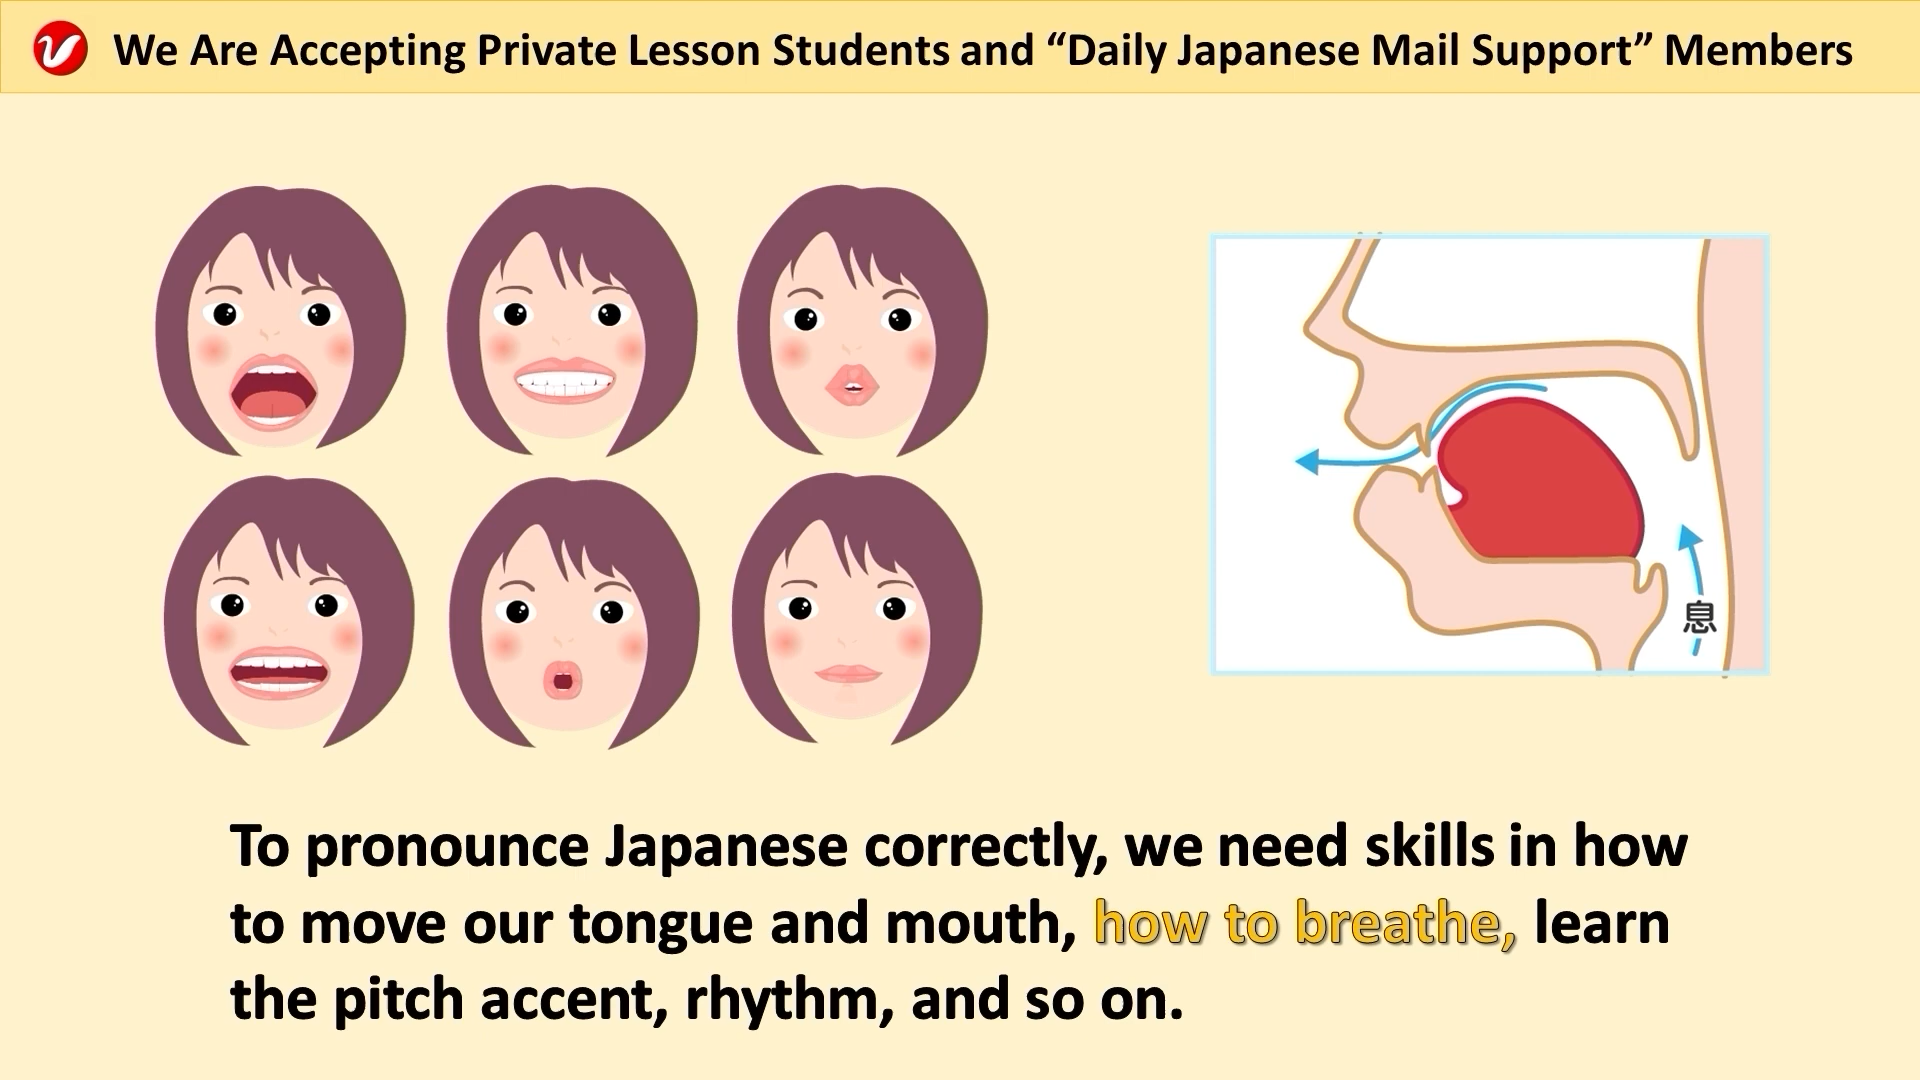 We Are Accepting Private Lesson Students and “Daily Japanese Mail Support” Members
息
To pronounce Japanese correctly, we need skills in how
to move our tongue and mouth, how to breathe, learn
the pitch accent, rhythm, and so on.